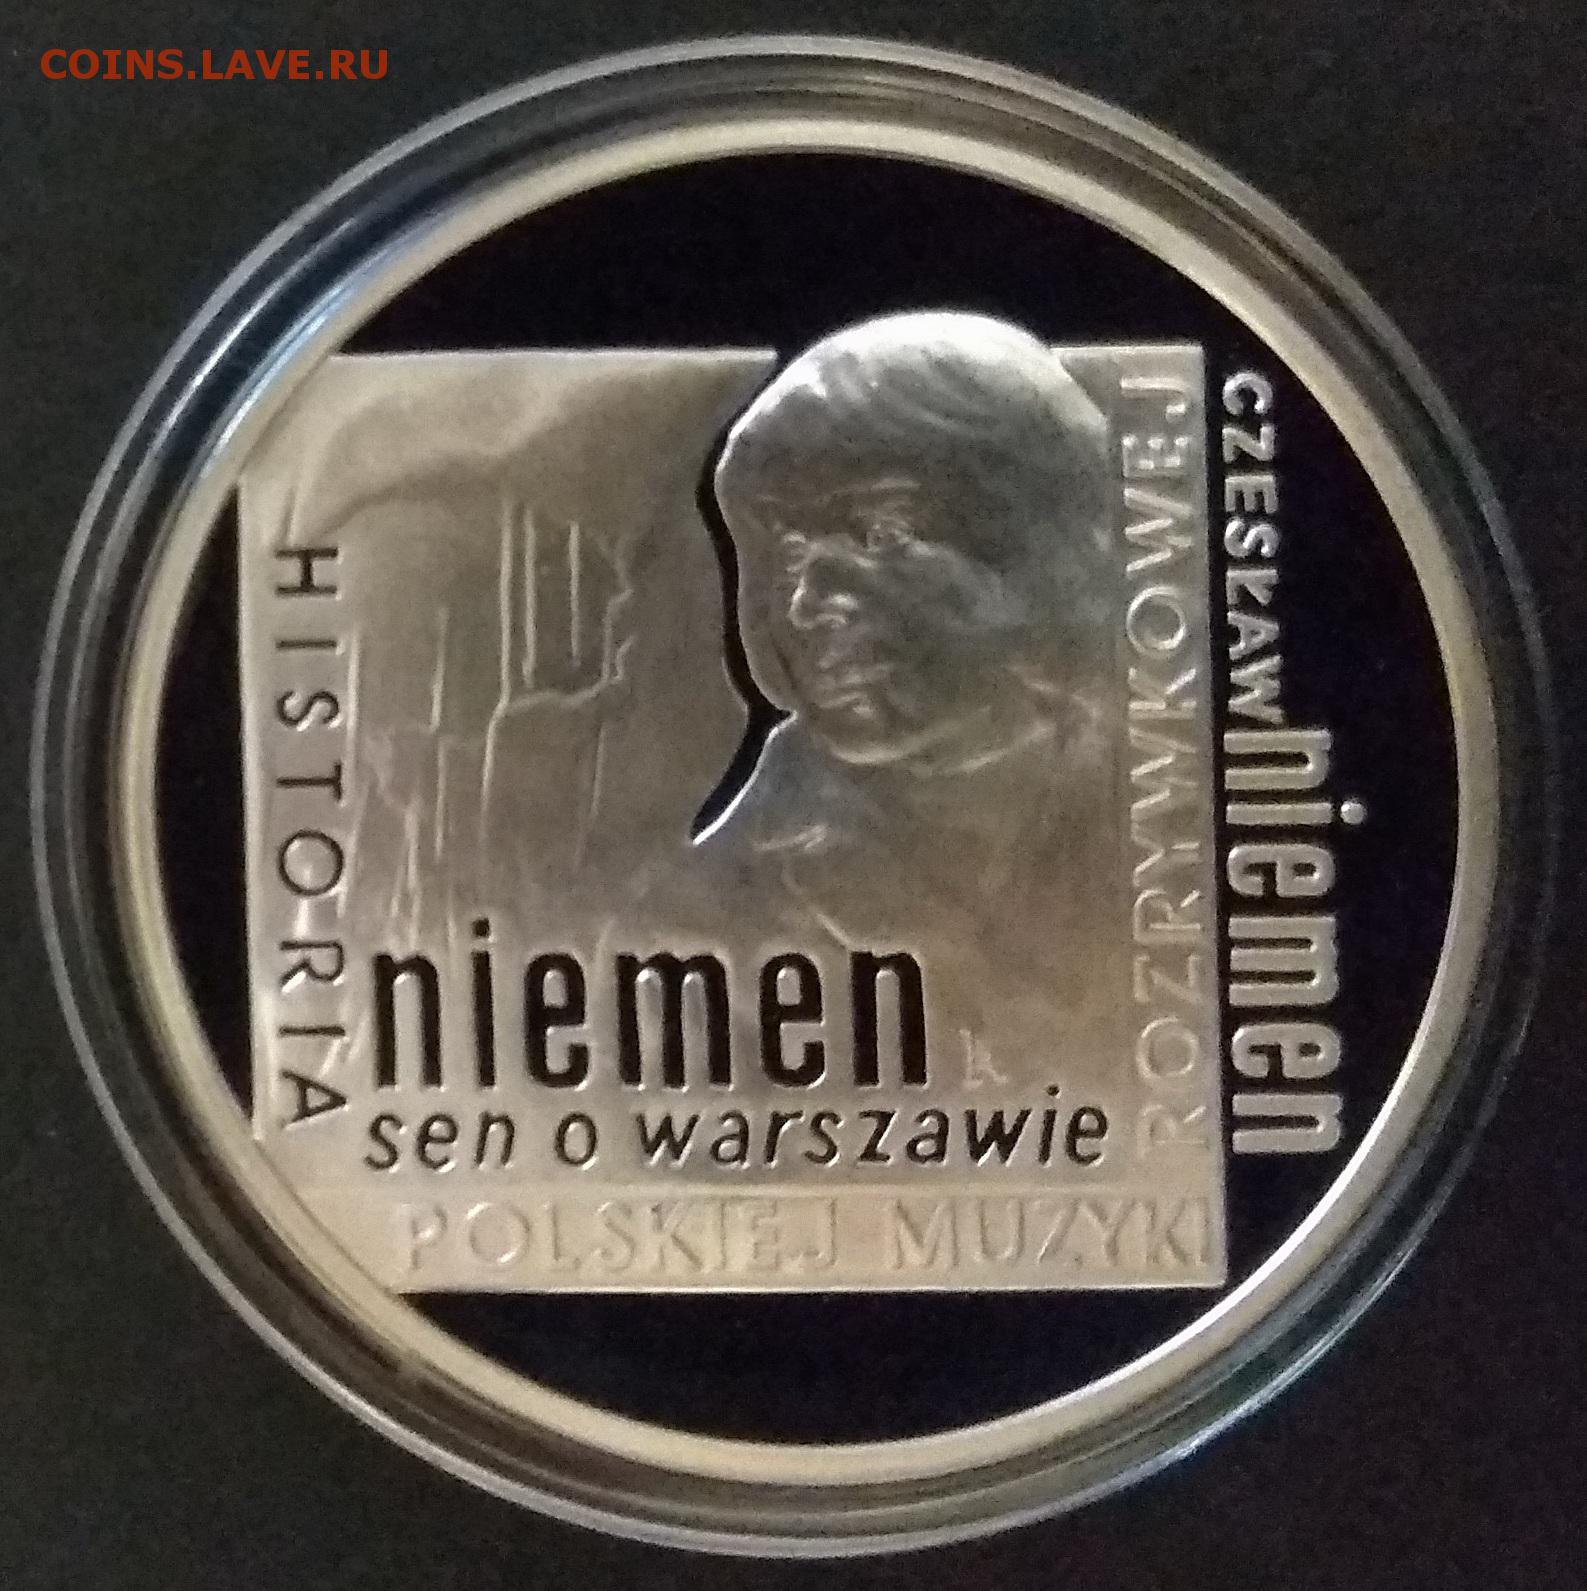 COINS.LAVE.RU
HISTORIA
POLSKIEJ MUZYKI
ROZRYWKOWEJ
niemen
sen o warszawie
CZESŁAW niemen